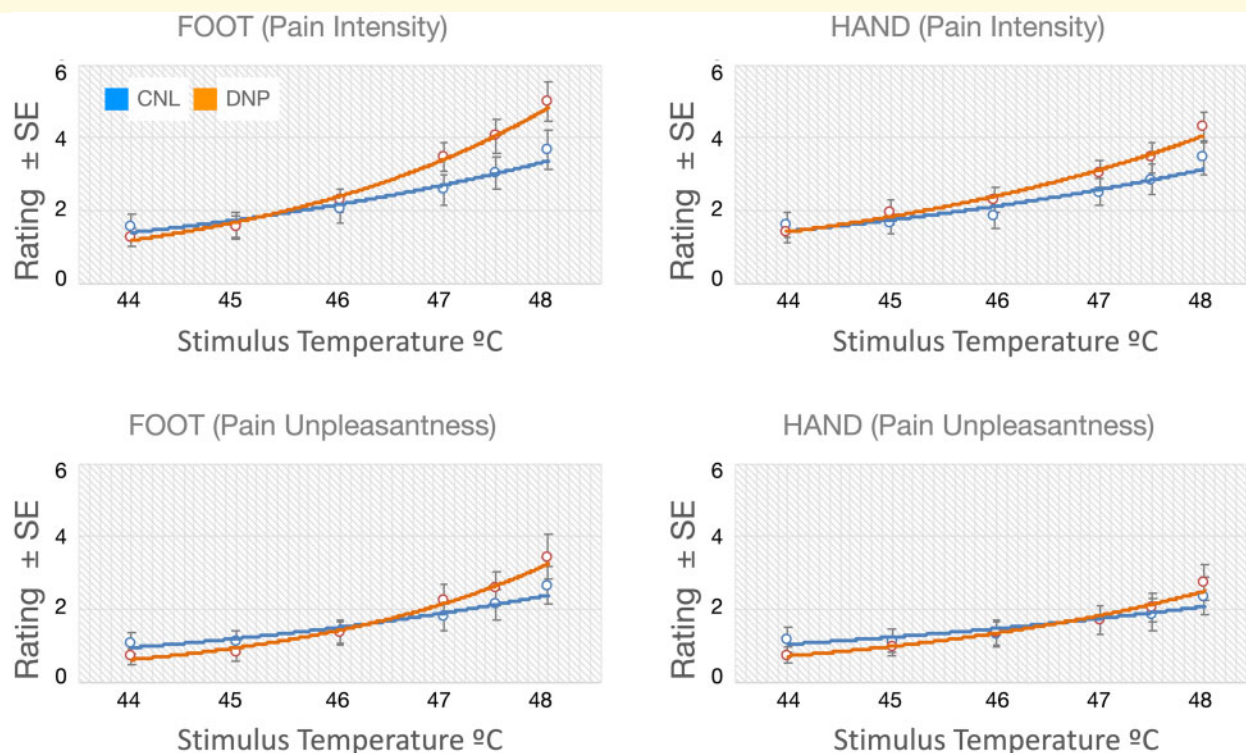 FOOT (Pain Intensity)
6
4
2
0
Rating ± SE
CNL DNP
44 45 46 47 48
Stimulus Temperature ºC
HAND (Pain Intensity)
6
4
2
0
Rating ± SE
44 45 46 47 48
Stimulus Temperature ºC
FOOT (Pain Unpleasantness)
6
4
2
0
Rating ± SE
44 45 46 47 48
Stimulus Temperature ºC
HAND (Pain Unpleasantness)
6
4
2
0
Rating ± SE
44 45 46 47 48
Stimulus Temperature ºC